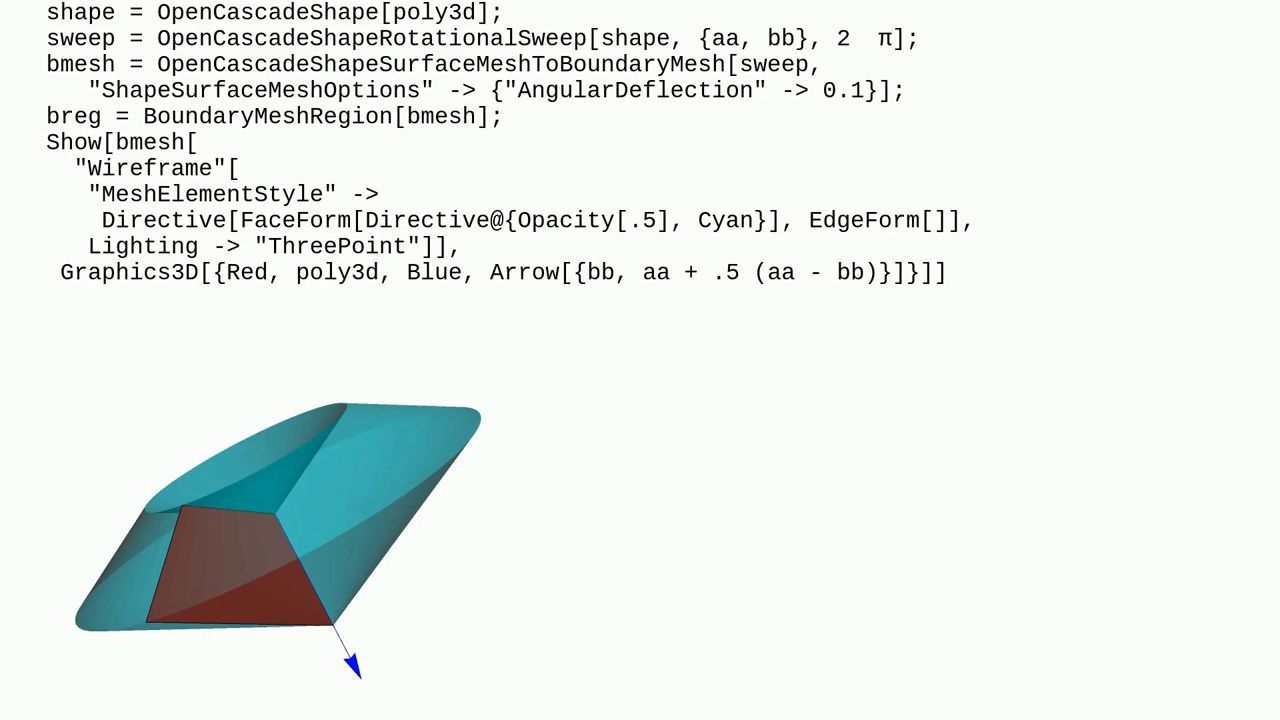 shape = OpenCascadeShape[poly3d];
sweep = OpenCascadeShapeRotationalSweep[shape, {aa, bb}, 2  π];
bmesh = OpenCascadeShapeSurfaceMeshToBoundaryMesh[sweep,
"ShapeSurfaceMeshOptions" -> {"AngularDeflection" -> 0.1}];
breg = BoundaryMeshRegion[bmesh];
Show[bmesh[
"Wireframe"[
"MeshElementStyle" ->
Directive[FaceForm[Directive@{Opacity[.5], Cyan}], EdgeForm[]],
Lighting -> "ThreePoint"]],
Graphics3D[{Red, poly3d, Blue, Arrow[{bb, aa + .5 (aa - bb)}]}]]